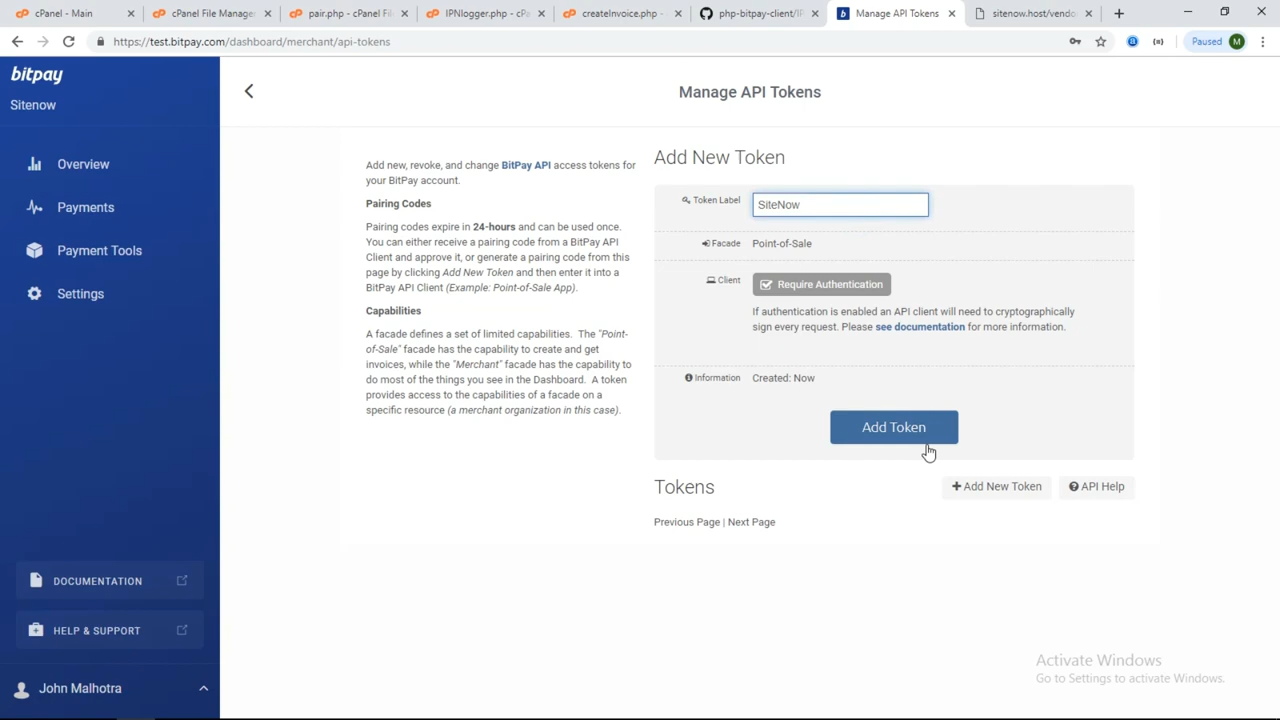 cPanel - Main
cPanel File Manage
pair.php - cPanel Fi
IPNlogger.php - cPa
createInvoice.php -
php-bitpay-client/IP
Manage API Tokens
sitenow.host/vendo
https://test.bitpay.com/dashboard/merchant/api-tokens
Paused
M
bitpay
Sitenow
Overview
Payments
Payment Tools
Settings
DOCUMENTATION
HELP & SUPPORT
John Malhotra
Manage API Tokens
Add new, revoke, and change BitPay API access tokens for
your BitPay account.
Pairing Codes
Pairing codes expire in 24-hours and can be used once.
You can either receive a pairing code from a BitPay API
Client and approve it, or generate a pairing code from this
page by clicking Add New Token and then enter it into a
BitPay API Client (Example: Point-of-Sale App).
Capabilities
A facade defines a set of limited capabilities. The "Point-
of-Sale" facade has the capability to create and get
invoices, while the "Merchant" facade has the capability to
do most of the things you see in the Dashboard. A token
provides access to the capabilities of a facade on a
specific resource (a merchant organization in this case).
Add New Token
Token Label SiteNow
Facade Point-of-Sale
Client Require Authentication
If authentication is enabled an API client will need to cryptographically
sign every request. Please see documentation for more information.
Information Created: Now
Add Token
Tokens
Add New Token
API Help
Previous Page | Next Page
Activate Windows
Go to Settings to activate Windows.